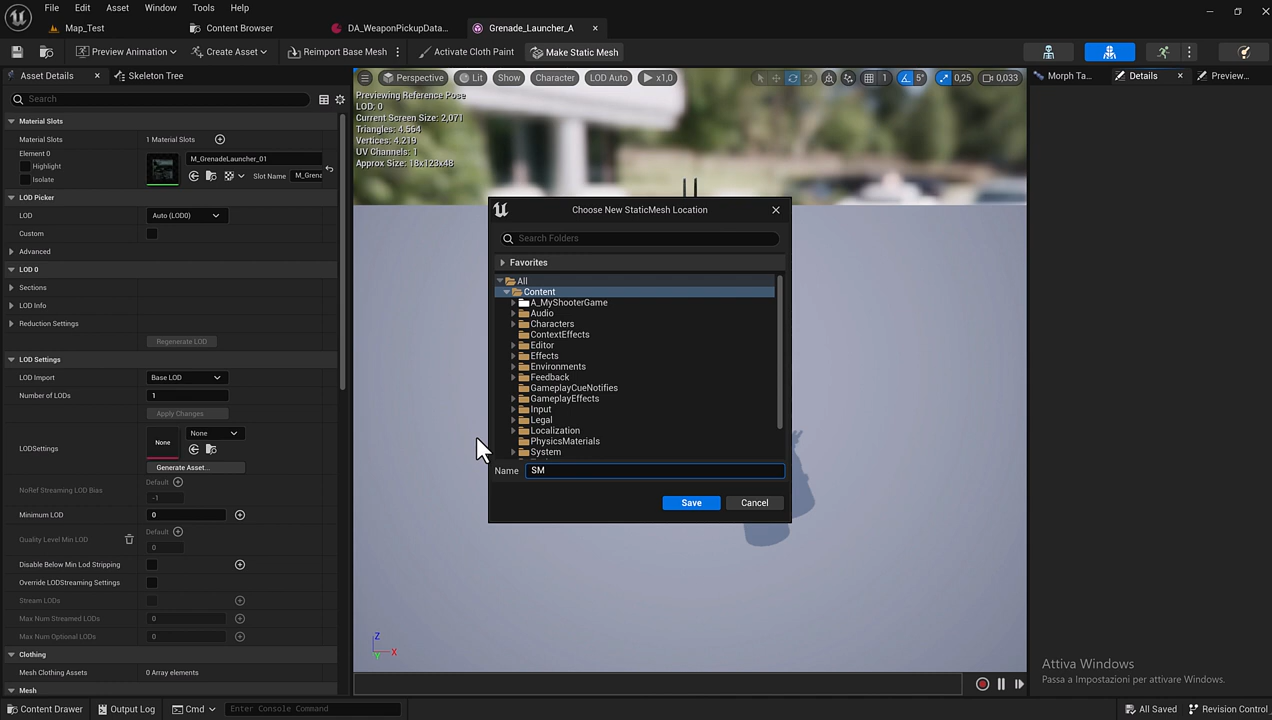 File Edit Asset Window Tools Help
Map_Test Content Browser DA_WeaponPickupData... Grenade_Launcher_A
Preview Animation Create Asset Reimport Base Mesh Activate Cloth Paint Make Static Mesh
Asset Details Skeleton Tree
Perspective Lit Show Character LOD Auto x1,0 1 5° 0,25 0,033
Morph Ta... Details Preview...
Search
Previewing Reference Pose
LOD: 0
Current Screen Size: 2,071
Triangles: 4.564
Vertices: 4.219
UV Channels: 1
Approx Size: 18x123x48
Material Slots
Material Slots 1 Material Slots
Element 0
Highlight
Isolate
M_GrenadeLauncher_01
Slot Name M_Grena
LOD Picker
LOD Auto (LOD0)
Custom
Advanced
LOD 0
Sections
LOD Info
Reduction Settings
Regenerate LOD
LOD Settings
LOD Import Base LOD
Number of LODs 1
Apply Changes
LODSettings None None
Generate Asset...
NoRef Streaming LOD Bias Default
-1
Minimum LOD 0
Quality Level Min LOD Default
0
Disable Below Min Lod Stripping
Override LODStreaming Settings
Stream LODs
Max Num Streamed LODs 0
Max Num Optional LODs 0
Clothing
Mesh Clothing Assets 0 Array elements
Mesh
Choose New StaticMesh Location
Search Folders
Favorites
All
Content
A_MyShooterGame
Audio
Characters
ContextEffects
Editor
Effects
Environments
Feedback
GameplayCueNotifies
GameplayEffects
Input
Legal
Localization
PhysicsMaterials
System
Name SM
Save Cancel
Z
X
Y
Attiva Windows
Passa a Impostazioni per attivare Windows.
Content Drawer Output Log Cmd Enter Console Command All Saved Revision Control